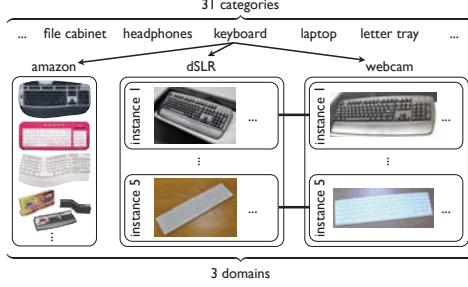 31 categories
... file cabinet headphones keyboard laptop letter tray ...
amazon dSLR webcam
instance 1 ... instance 1 ...
...
... ...
instance 5 ... instance 5 ...
3 domains